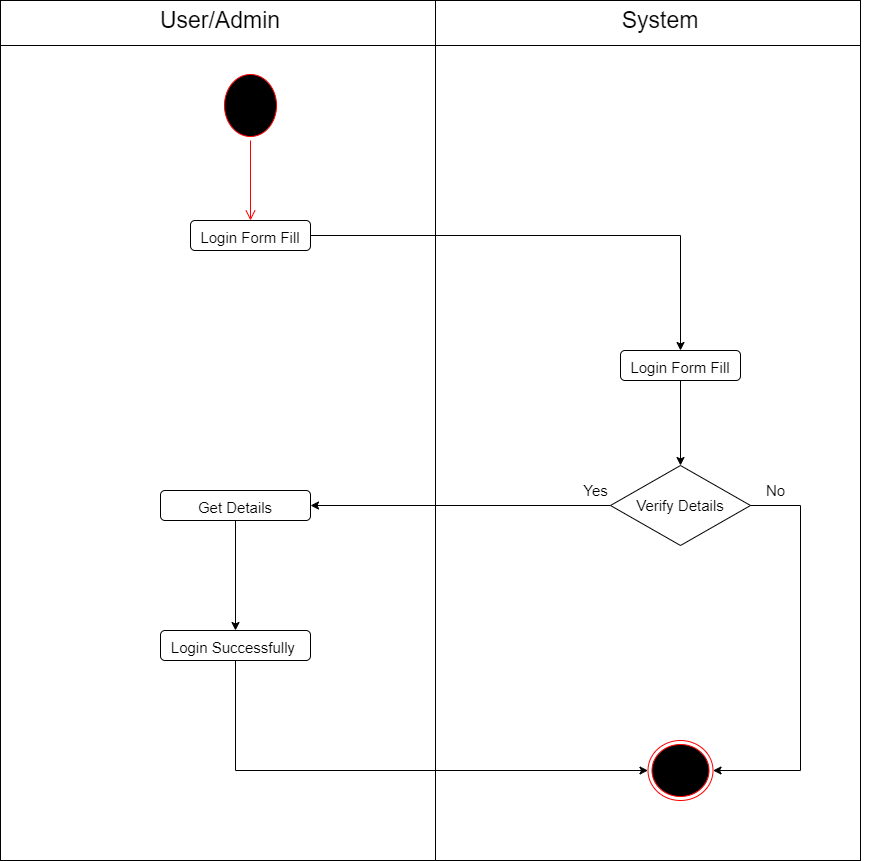 User/Admin
System
Login Form Fill
Login Form Fill
Yes
Verify Details
No
Get Details
Login Successfully